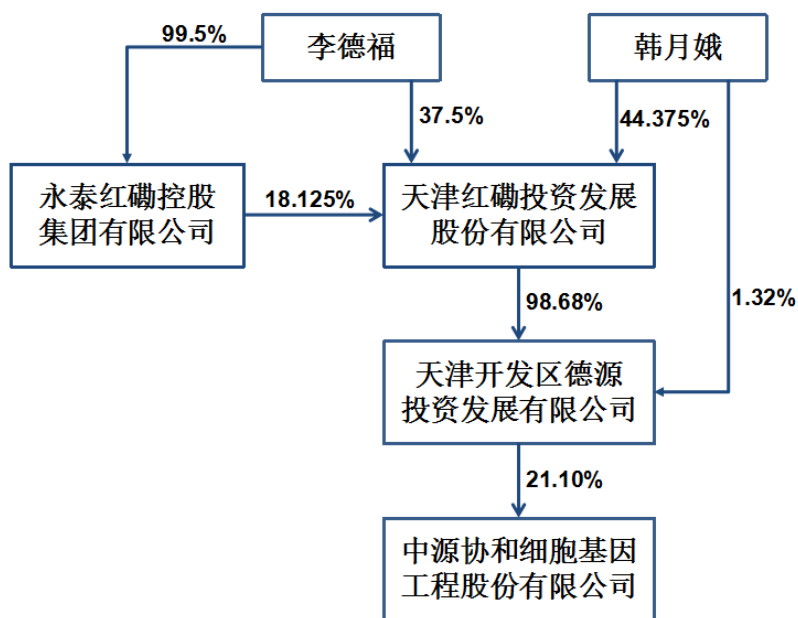 99.5%
李德福
韩月娥
37.5%
44.375%
永泰红磡控股
集团有限公司
18.125%
天津红磡投资发展
股份有限公司
98.68%
1.32%
天津开发区德源
投资发展有限公司
21.10%
中源协和细胞基因
工程股份有限公司